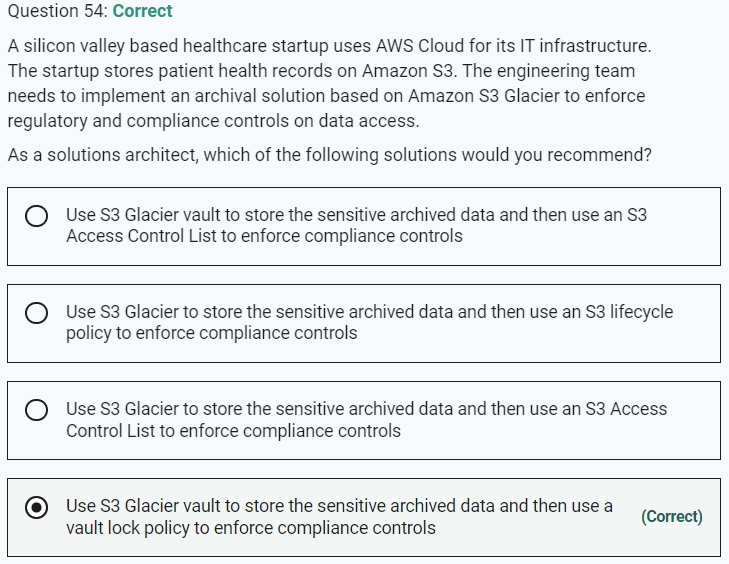 Question 54: Correct
A silicon valley based healthcare startup uses AWS Cloud for its IT infrastructure.
The startup stores patient health records on Amazon S3. The engineering team
needs to implement an archival solution based on Amazon S3 Glacier to enforce
regulatory and compliance controls on data access.
As a solutions architect, which of the following solutions would you recommend?
Use S3 Glacier vault to store the sensitive archived data and then use an S3
Access Control List to enforce compliance controls
Use S3 Glacier to store the sensitive archived data and then use an S3 lifecycle
policy to enforce compliance controls
Use S3 Glacier to store the sensitive archived data and then use an S3 Access
Control List to enforce compliance controls
Use S3 Glacier vault to store the sensitive archived data and then use a
vault lock policy to enforce compliance controls
(Correct)